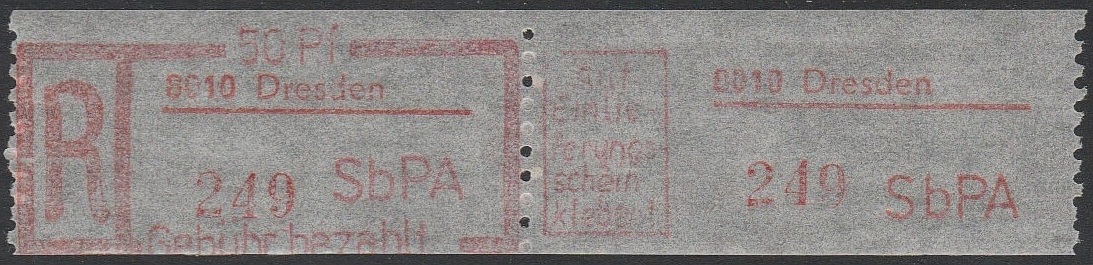 50 Pf
R
8010 Dresden
249 SbPA
Gebühr bezahlt
Auf
Einlie-
ferungs-
schein
kleben!
8010 Dresden
249 SbPA